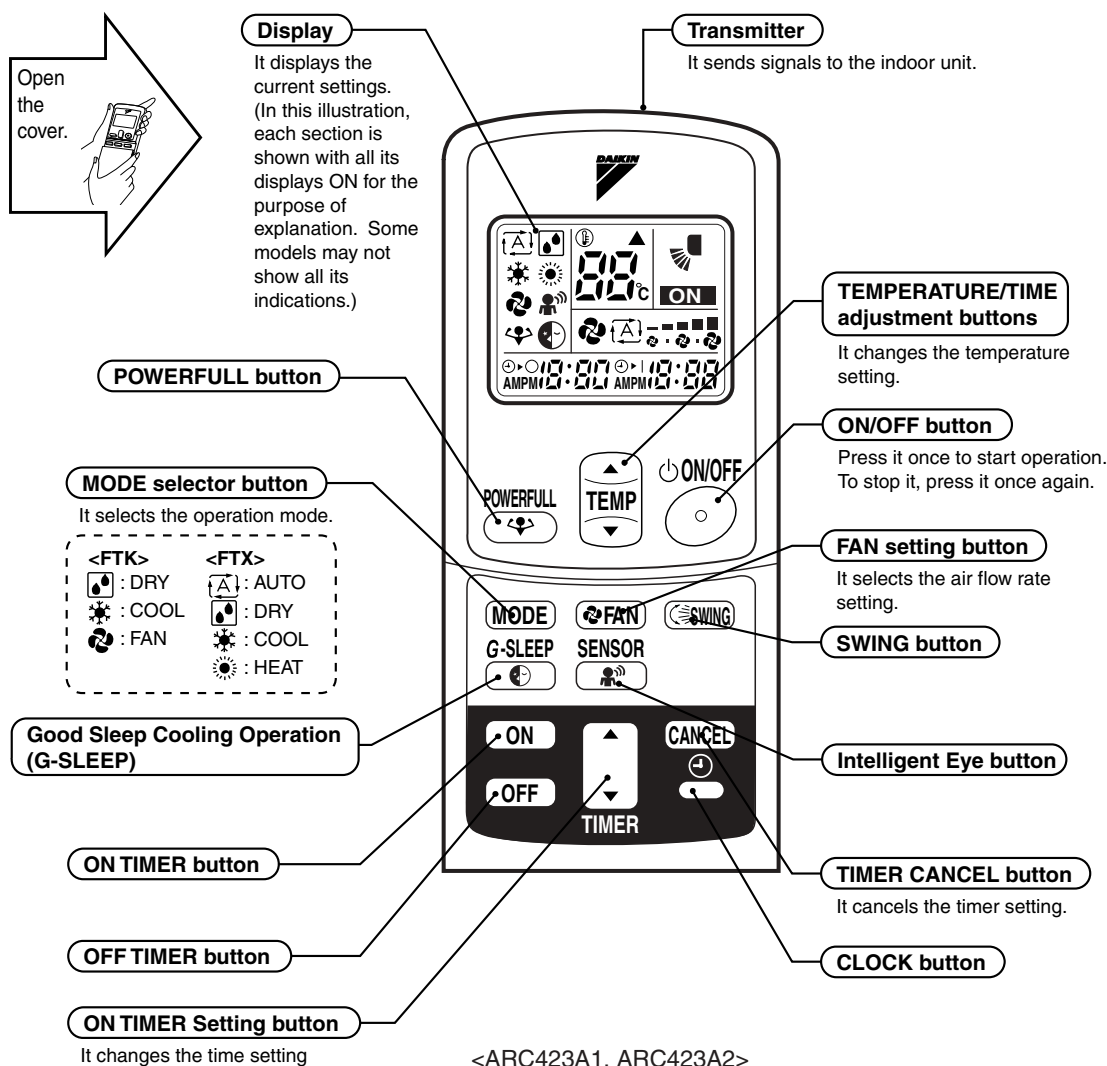 Open
the
cover.
Display
It displays the
current settings.
(In this illustration,
each section is
shown with all its
displays ON for the
purpose of
explanation. Some
models may not
show all its
indications.)
Transmitter
It sends signals to the indoor unit.
DAIKIN
A
88°C
ON
A
AMPM18:80 AMPM18:88
TEMPERATURE/TIME
adjustment buttons
It changes the temperature
setting.
POWERFULL button
ON/OFF button
Press it once to start operation.
To stop it, press it once again.
MODE selector button
It selects the operation mode.
<FTK> <FTX>
: DRY : AUTO
: COOL : DRY
: FAN : COOL
: HEAT
POWERFULL
TEMP
ON/OFF
FAN setting button
It selects the air flow rate
setting.
MODE FAN SWING
SWING button
G-SLEEP SENSOR
Good Sleep Cooling Operation
(G-SLEEP)
ON CANCEL
Intelligent Eye button
OFF
TIMER
ON TIMER button
TIMER CANCEL button
It cancels the timer setting.
OFF TIMER button
CLOCK button
ON TIMER Setting button
It changes the time setting
<ARC423A1, ARC423A2>